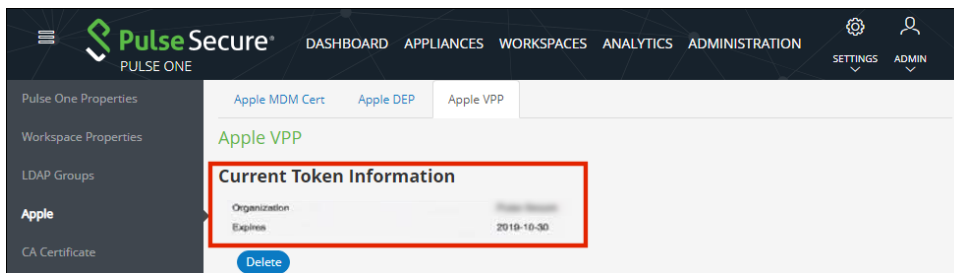 Pulse Secure®
PULSE ONE
DASHBOARD APPLIANCES WORKSPACES ANALYTICS ADMINISTRATION
SETTINGS ADMIN
Pulse One Properties
Workspace Properties
LDAP Groups
Apple
CA Certificate
Apple MDM Cert Apple DEP Apple VPP
Apple VPP
Current Token Information
Organization
Expires 2019-10-30
Delete